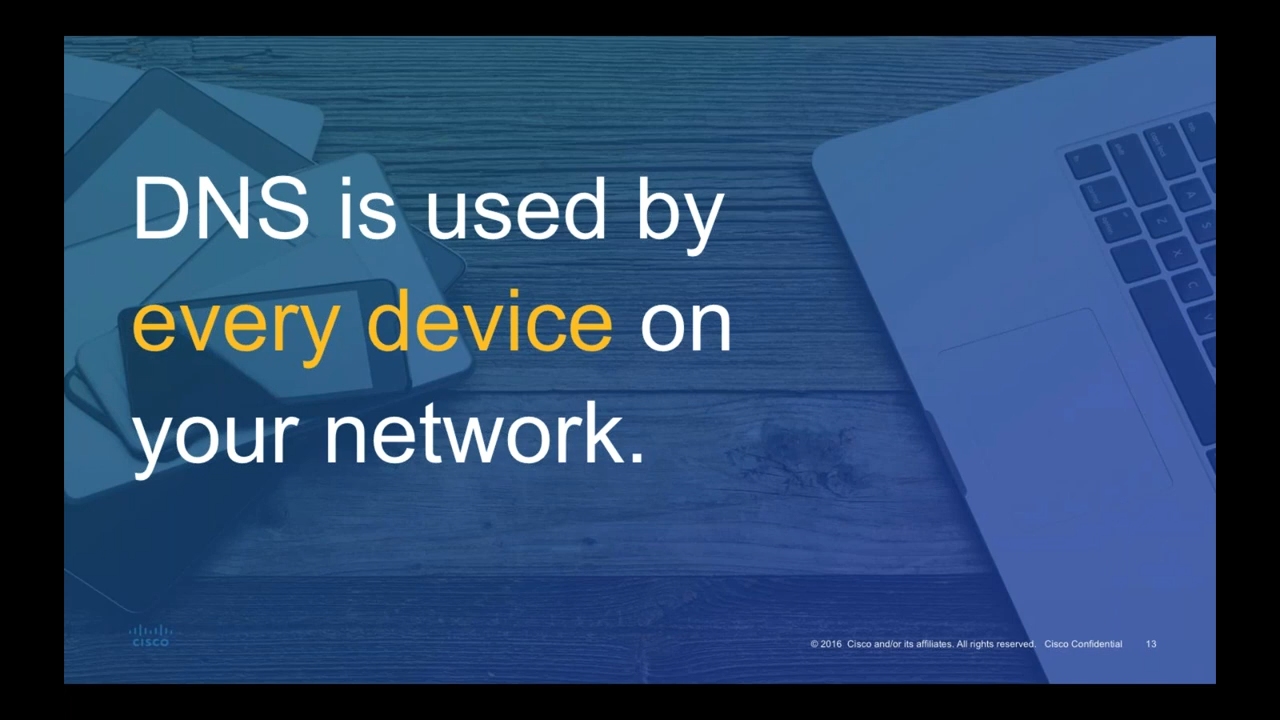 DNS is used by
every device on
your network.
CISCO
© 2016 Cisco and/or its affiliates. All rights reserved. Cisco Confidential 13